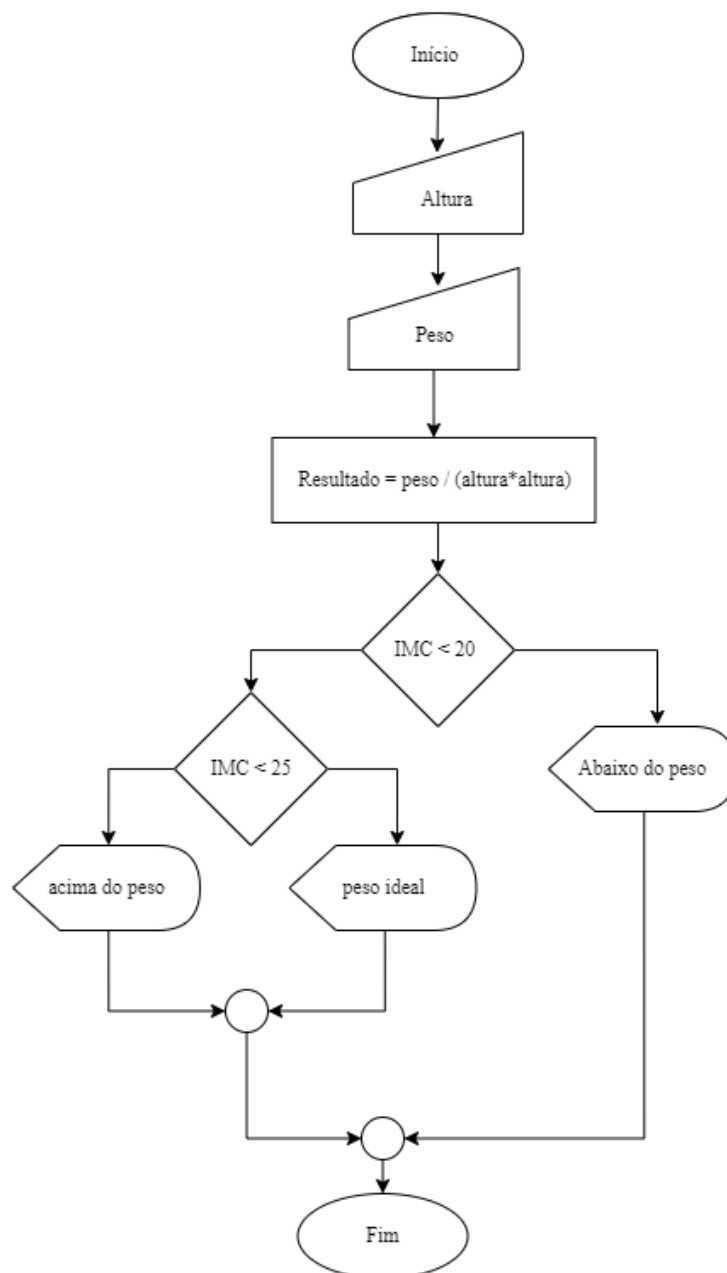 Início
Altura
Peso
Resultado = peso / (altura*altura)
IMC < 20
IMC < 25
Abaixo do peso
acima do peso
peso ideal
Fim